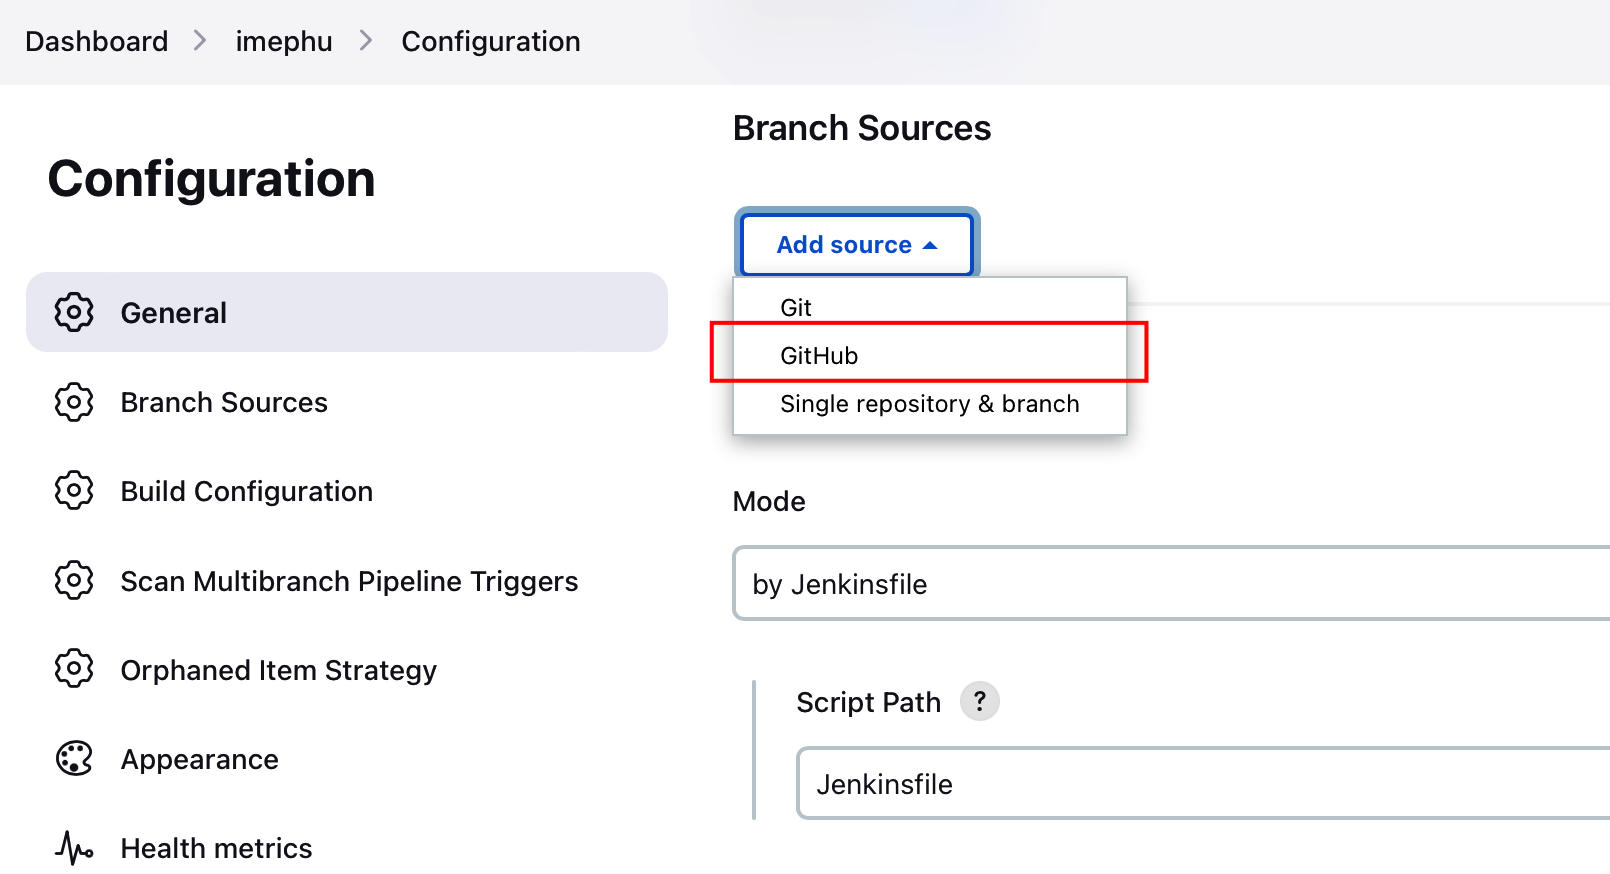 Dashboard > imephu > Configuration
Configuration
General
Branch Sources
Build Configuration
Scan Multibranch Pipeline Triggers
Orphaned Item Strategy
Appearance
Health metrics
Branch Sources
Add source
Git
GitHub
Single repository & branch
Mode
by Jenkinsfile
Script Path ?
Jenkinsfile